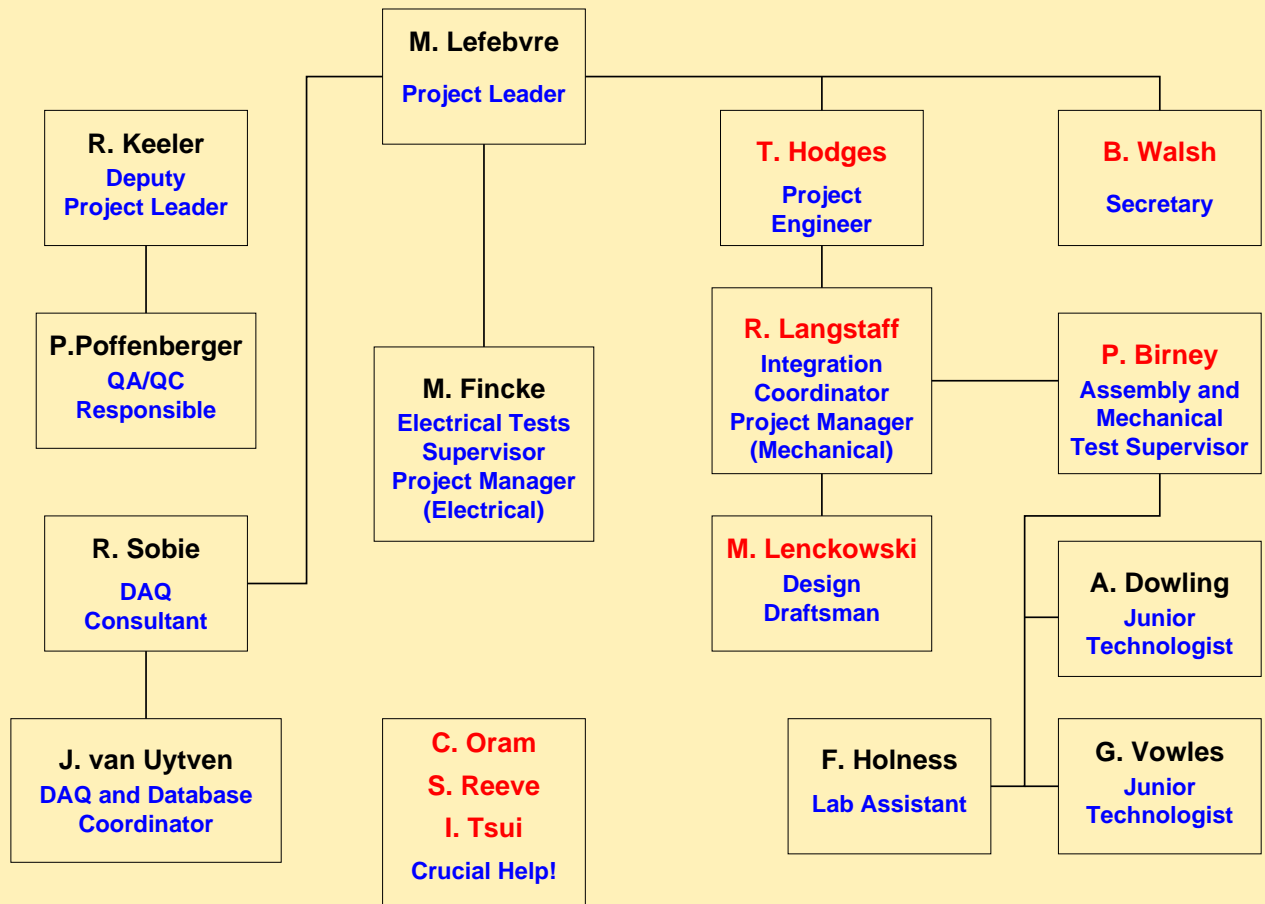 M. Lefebvre
Project Leader
R. Keeler
Deputy
Project Leader
T. Hodges
Project
Engineer
B. Walsh
Secretary
P.Poffenberger
QA/QC
Responsible
M. Fincke
Electrical Tests
Supervisor
Project Manager
(Electrical)
R. Langstaff
Integration
Coordinator
Project Manager
(Mechanical)
P. Birney
Assembly and
Mechanical
Test Supervisor
R. Sobie
DAQ
Consultant
M. Lenckowski
Design
Draftsman
A. Dowling
Junior
Technologist
J. van Uytven
DAQ and Database
Coordinator
C. Oram
S. Reeve
I. Tsui
Crucial Help!
F. Holness
Lab Assistant
G. Vowles
Junior
Technologist